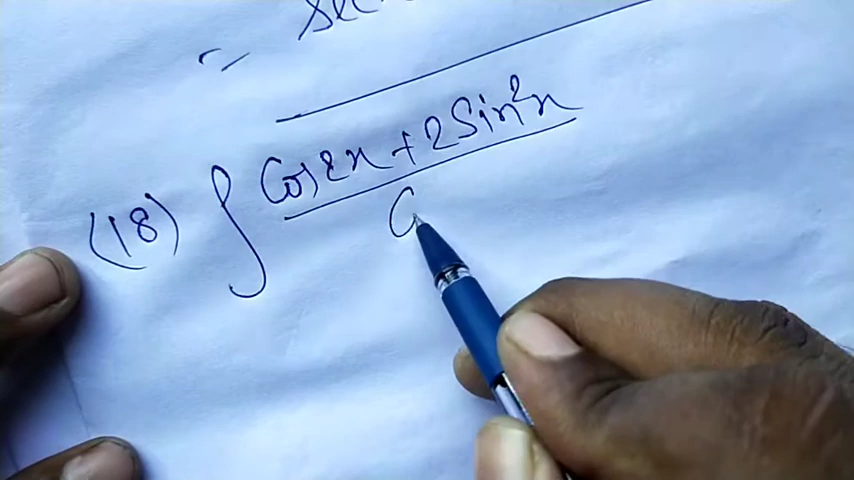 =
(18) ∫ Cos2x + 2Sin²x
C